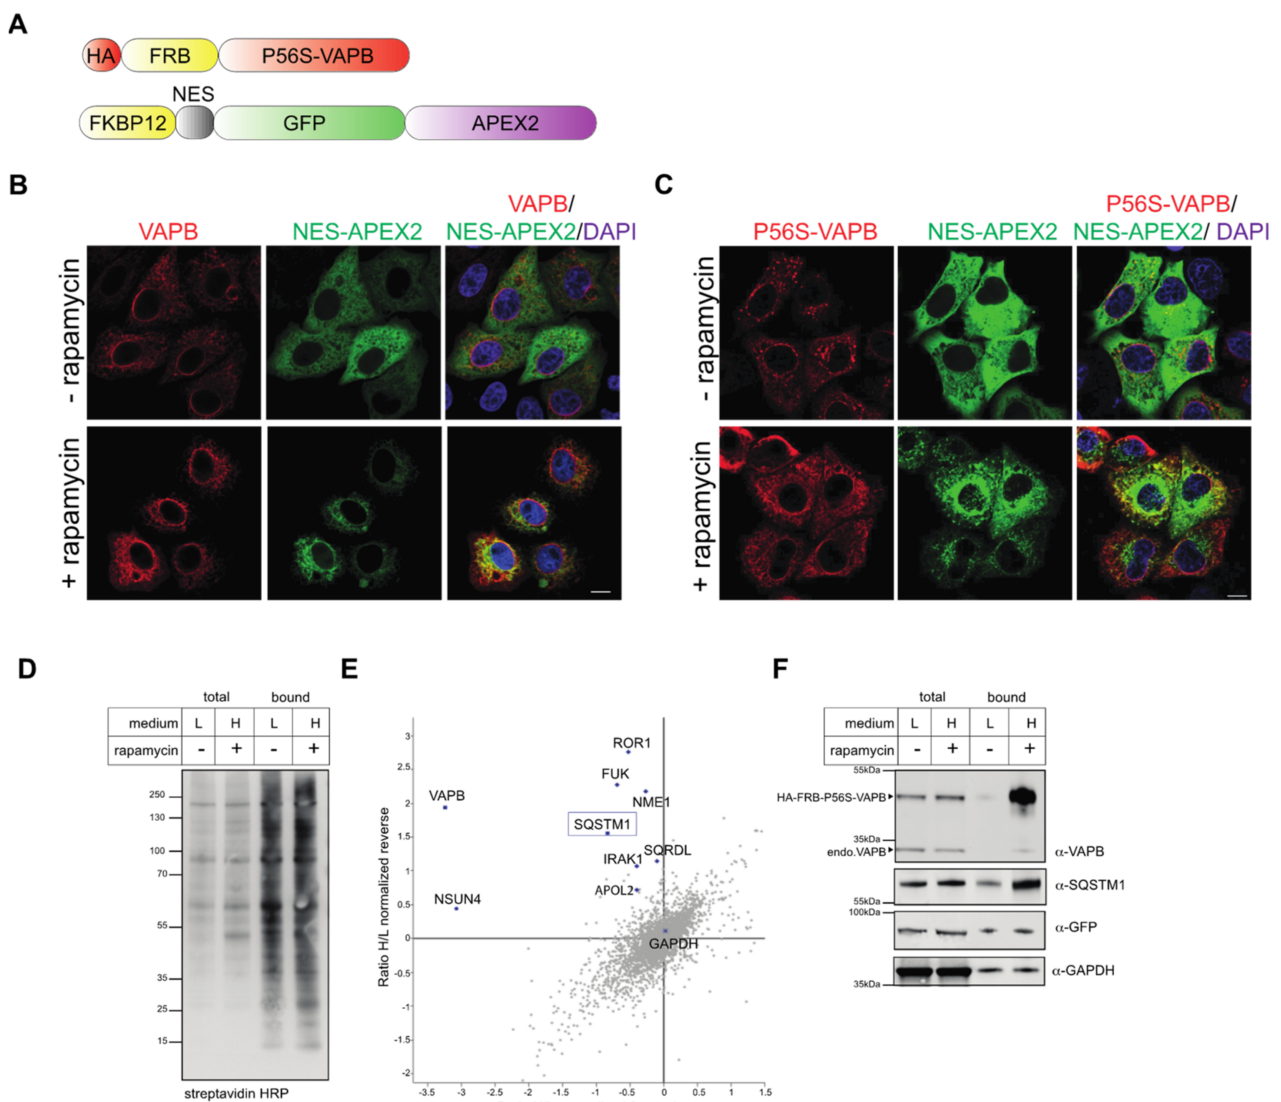 A
HA FRB P56S-VAPB
NES
FKBP12 GFP APEX2
B
VAPB NES-APEX2 VAPB/
NES-APEX2/DAPI
- rapamycin
+ rapamycin
C
P56S-VAPB NES-APEX2 P56S-VAPB/
NES-APEX2/ DAPI
- rapamycin
+ rapamycin
D
total bound
medium L H L H
rapamycin - + - +
250
130
100
70
55
35
25
15
streptavidin HRP
E
Ratio H/L normalized reverse
3
2.5
2
1.5
1
0.5
0
-0.5
-1
-1.5
-2
ROR1
FUK
VAPB
NME1
SQSTM1
SQRDL
IRAK1
APOL2
NSUN4
GAPDH
-3.5 -3 -2.5 -2 -1.5 -1 -0.5 0 0.5 1 1.5
F
total bound
medium L H L H
rapamycin - + - +
55kDa
HA-FRB-P56S-VAPB
35kDa
endo.VAPB α-VAPB
α-SQSTM1
55kDa
100kDa
α-GFP
α-GAPDH
35kDa